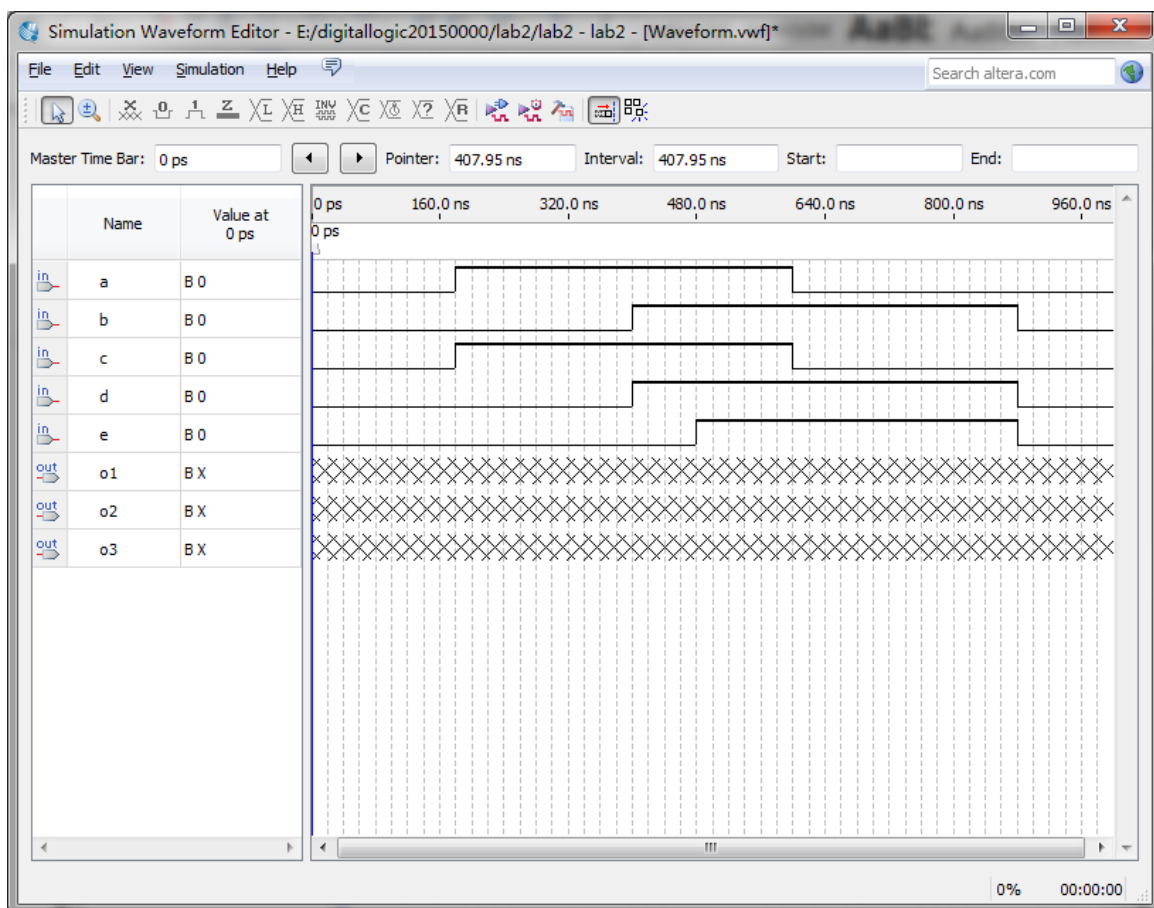 Simulation Waveform Editor - E:/digitallogic20150000/lab2/lab2 - lab2 - [Waveform.vwf]*
File Edit View Simulation Help
Search altera.com
Master Time Bar: 0 ps Pointer: 407.95 ns Interval: 407.95 ns Start: End:
Name Value at 0 ps
0 ps 160.0 ns 320.0 ns 480.0 ns 640.0 ns 800.0 ns 960.0 ns
0 ps
in a B 0
in b B 0
in c B 0
in d B 0
in e B 0
out o1 B X
out o2 B X
out o3 B X
0% 00:00:00